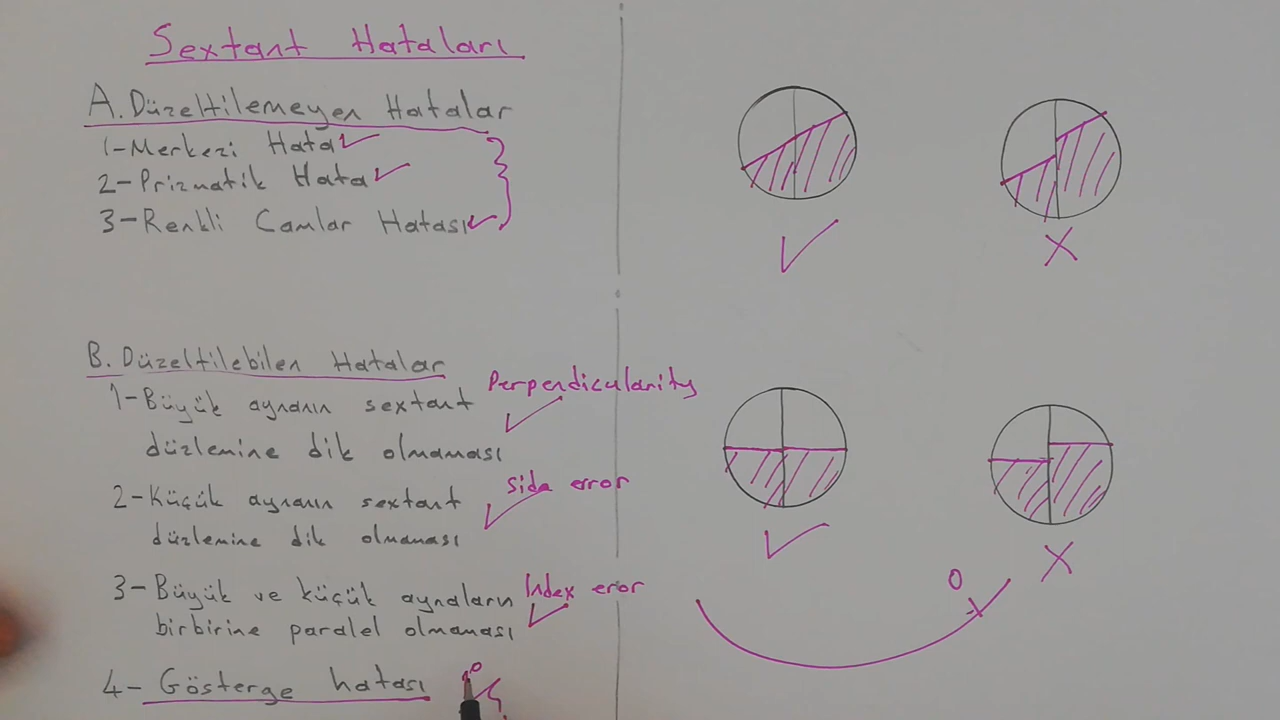 Sextant Hataları
A. Düzeltilemeyen Hatalar
1-Merkezi Hata
2-Prizmatik Hata
3-Renkli Camlar Hatası
B. Düzeltilebilen Hatalar
1-Büyük aynanın sextant Perpendicularity
düzlemine dik olmaması
2-Küçük aynanın sextant Side error
düzlemine dik olmaması
3-Büyük ve küçük aynaların Index eror
birbirine paralel olmaması
4-Gösterge hatası
0